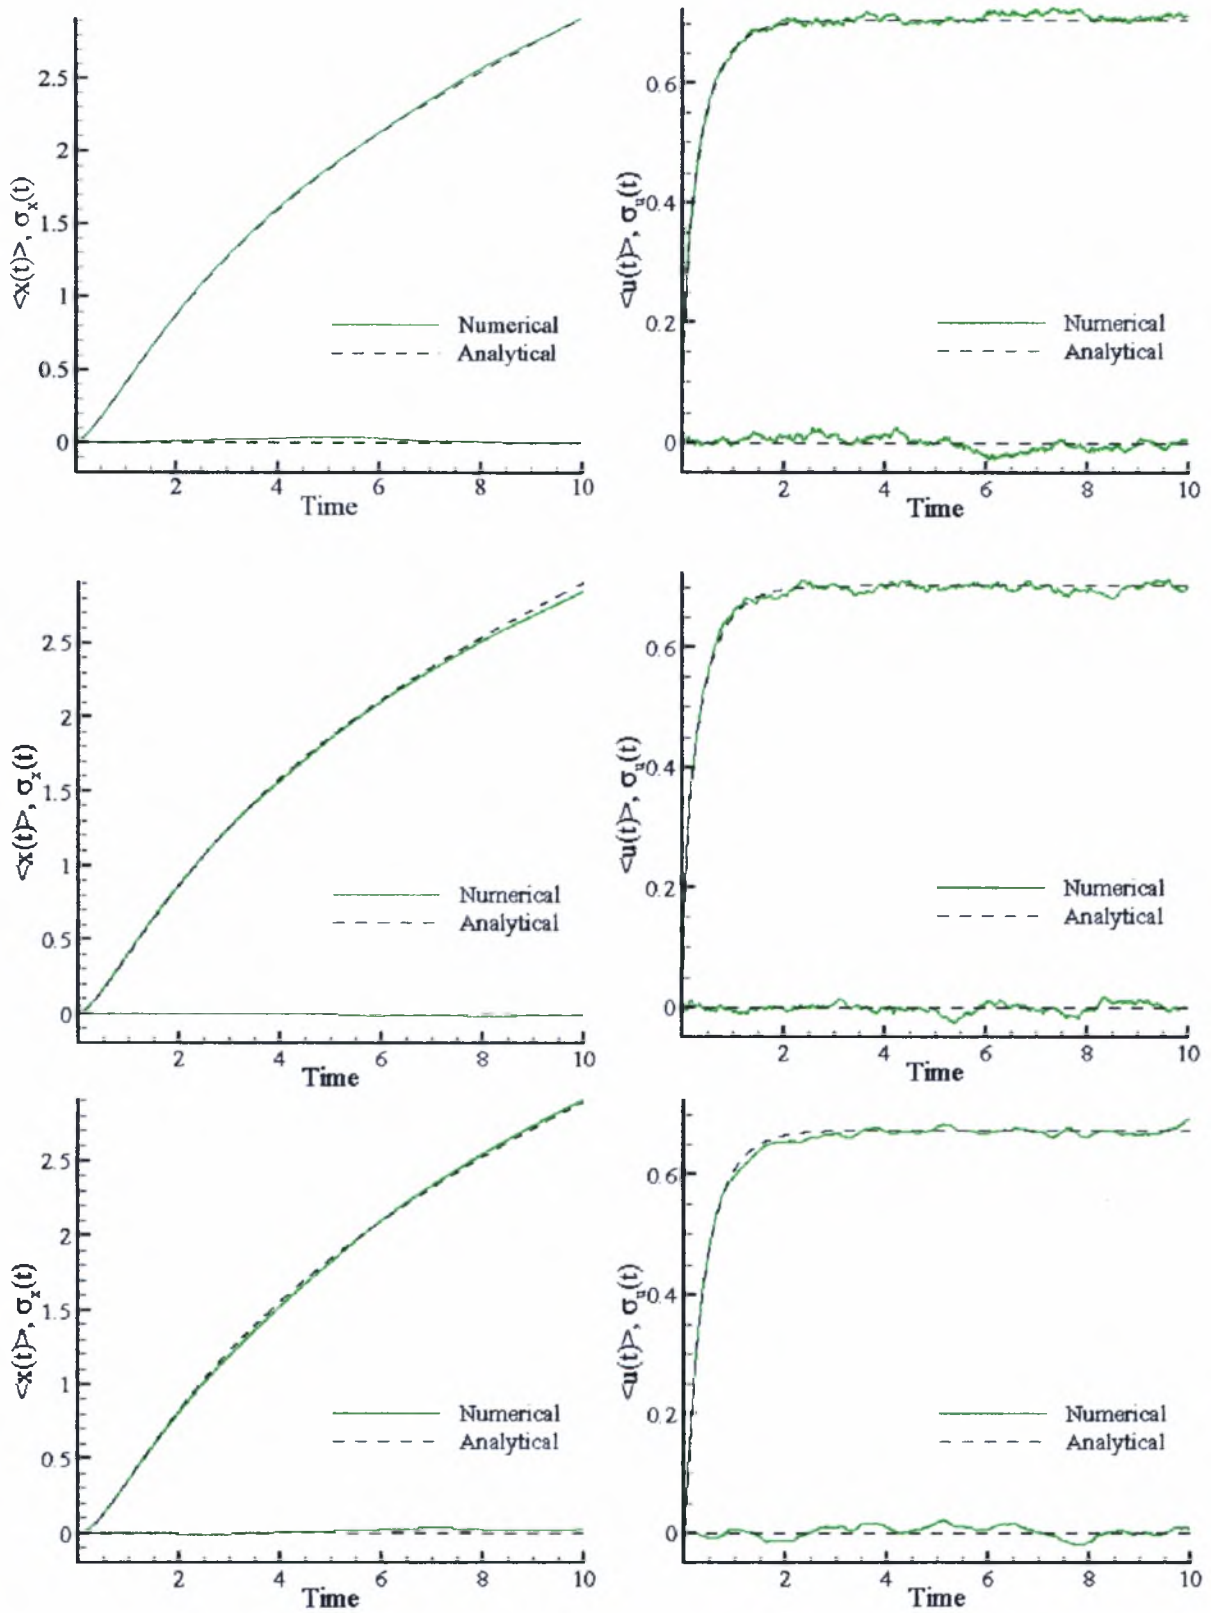 2.5
2
1.5
1
0.5
0
<x(t)>, σx(t)
Numerical
Analytical
2 4 6 8 10
Time
0.6
0.4
0.2
0
<u(t)>, σu(t)
Numerical
Analytical
2 4 6 8 10
Time
2.5
2
1.5
1
0.5
0
<x(t)>, σx(t)
Numerical
Analytical
2 4 6 8 10
Time
0.6
0.4
0.2
0
<u(t)>, σu(t)
Numerical
Analytical
2 4 6 8 10
Time
2.5
2
1.5
1
0.5
0
<x(t)>, σx(t)
Numerical
Analytical
2 4 6 8 10
Time
0.6
0.4
0.2
0
<u(t)>, σu(t)
Numerical
Analytical
2 4 6 8 10
Time